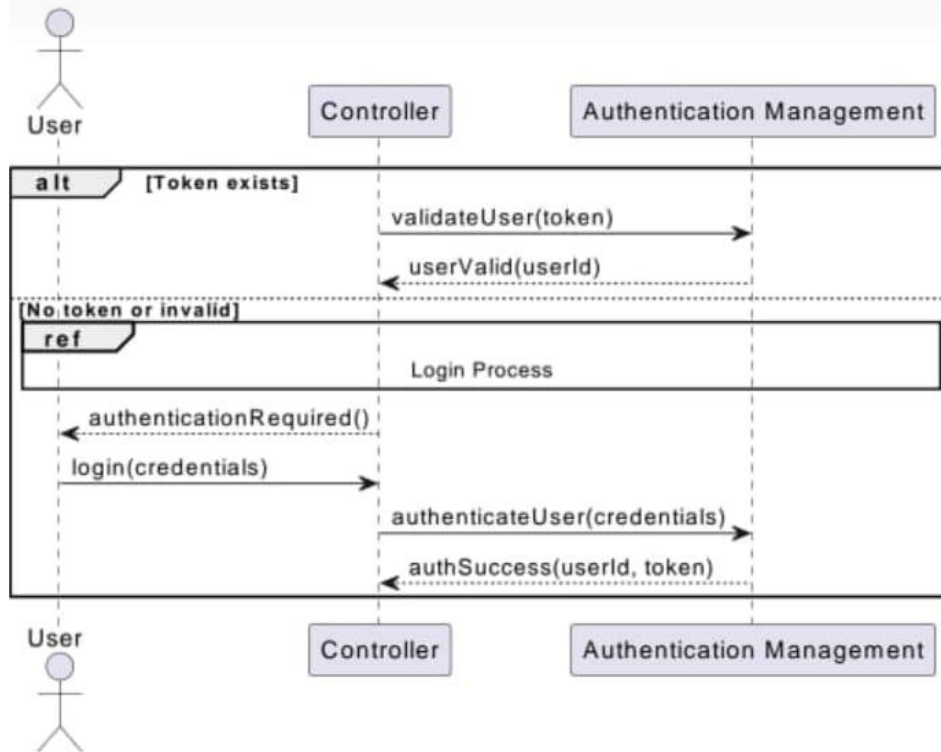 User
Controller
Authentication Management
alt [Token exists]
validateUser(token)
userValid(userId)
[No token or invalid]
ref
Login Process
authenticationRequired()
login(credentials)
authenticateUser(credentials)
authSuccess(userId, token)
User
Controller
Authentication Management